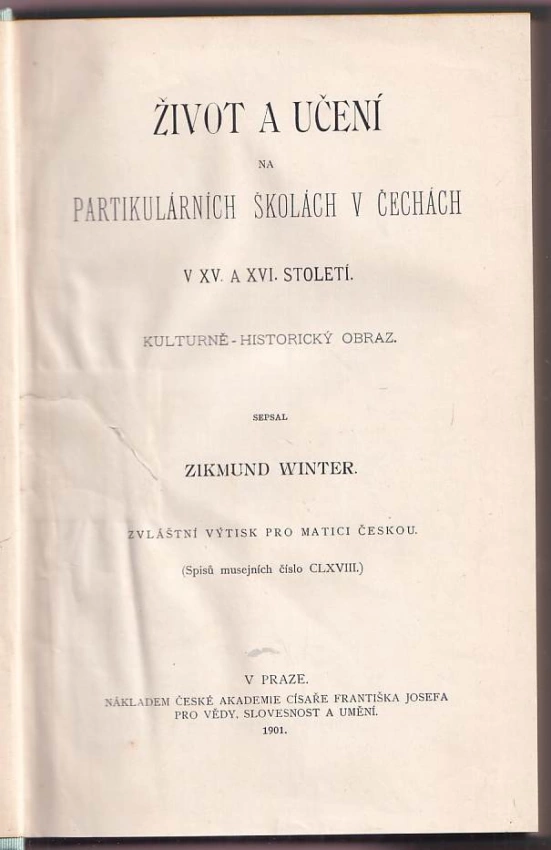 ŽIVOT A UČENÍ
NA
PARTIKULÁRNÍCH ŠKOLÁCH V ČECHÁCH
V XV. A XVI. STOLETÍ.
KULTURNĚ-HISTORICKÝ OBRAZ.
SEPSAL
ZIKMUND WINTER.
ZVLÁŠTNÍ VÝTISK PRO MATICI ČESKOU.
(Spisů musejních číslo CLXVIII.)
V PRAZE.
NÁKLADEM ČESKÉ AKADEMIE CÍSAŘE FRANTIŠKA JOSEFA
PRO VĚDY, SLOVESNOST A UMĚNÍ.
1901.